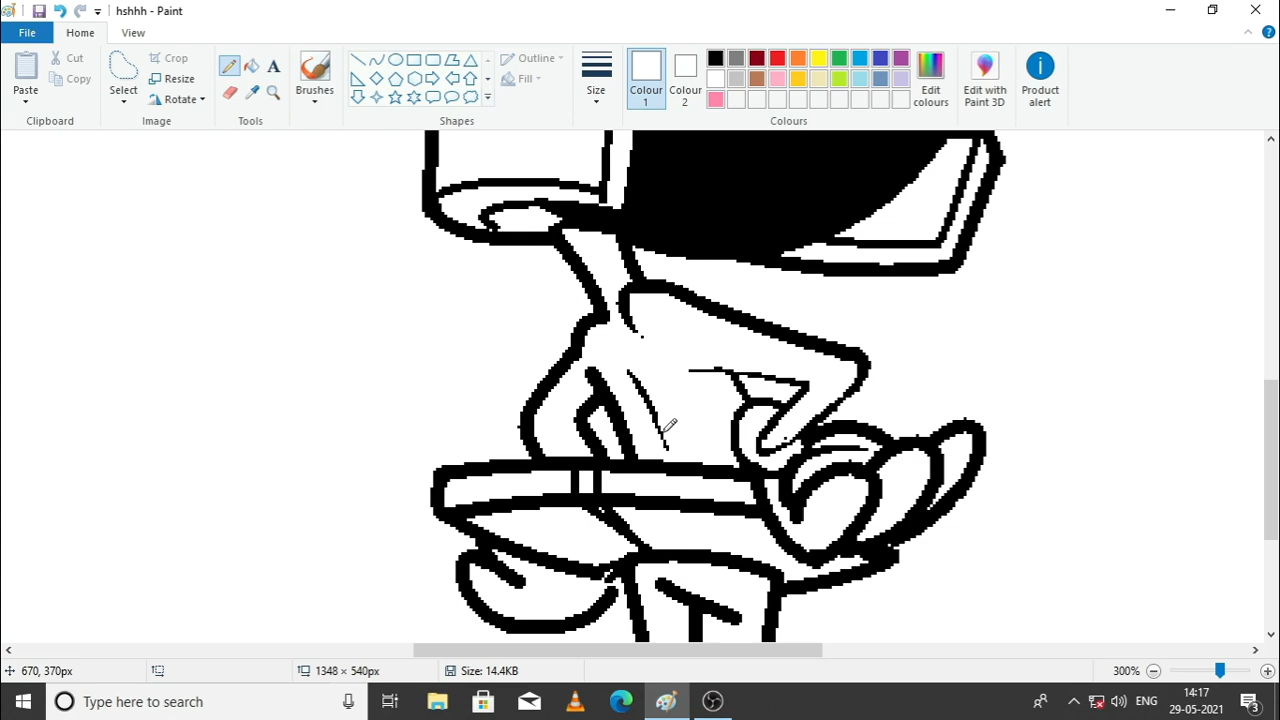 hshhh - Paint
File Home View
Paste
Cut
Copy
Clipboard
Select
Crop
Resize
Rotate
Image
A
Tools
Brushes
Outline
Fill
Shapes
Size
Colour 1
Colour 2
Edit colours
Colours
Edit with Paint 3D
Product alert
670, 370px
1348 × 540px
Size: 14.4KB
300%
Type here to search
ENG
14:17
29-05-2021
3